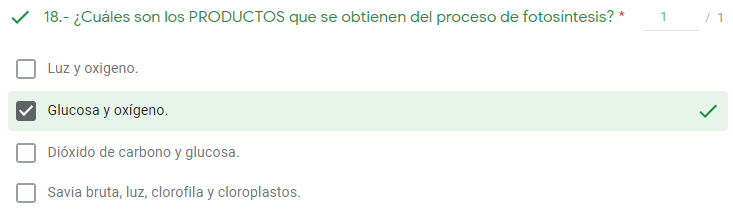 18.- ¿Cuáles son los PRODUCTOS que se obtienen del proceso de fotosíntesis? * 1 / 1
Luz y oxigeno.
Glucosa y oxígeno.
Dióxido de carbono y glucosa.
Savia bruta, luz, clorofila y cloroplastos.